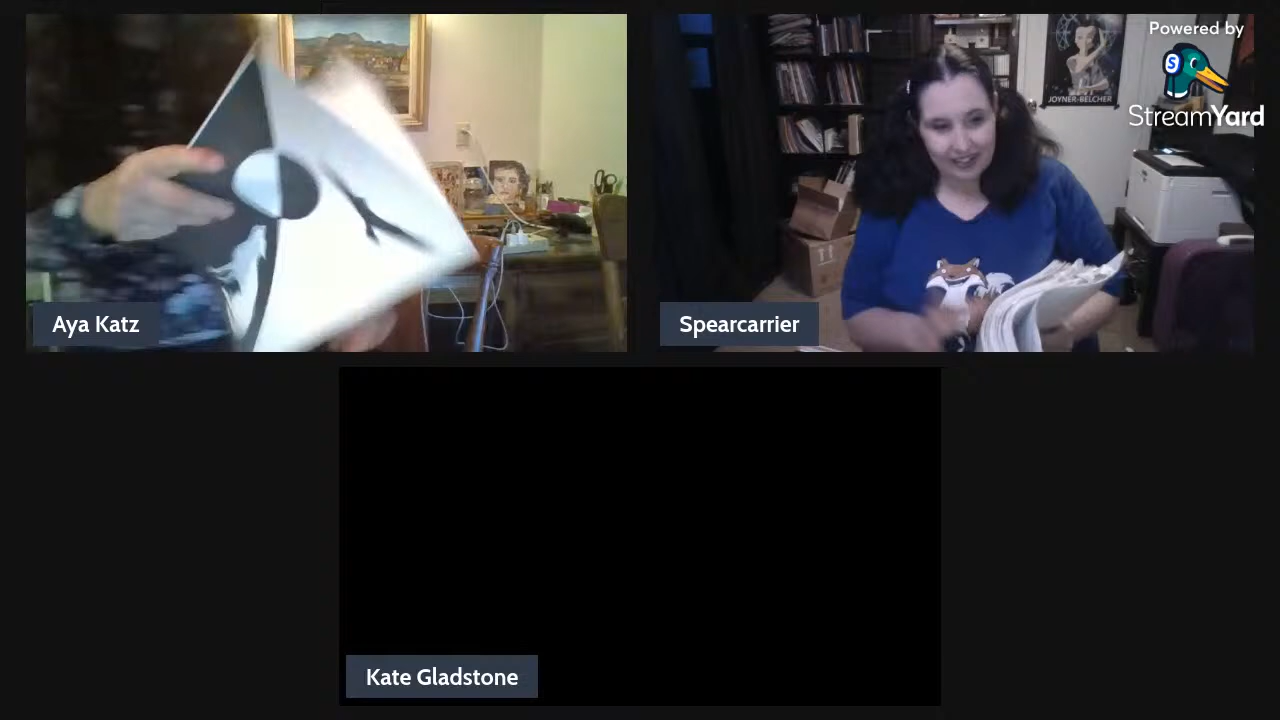 Powered by
S
StreamYard
JOYNER-BELCHER
Aya Katz
Spearcarrier
Kate Gladstone